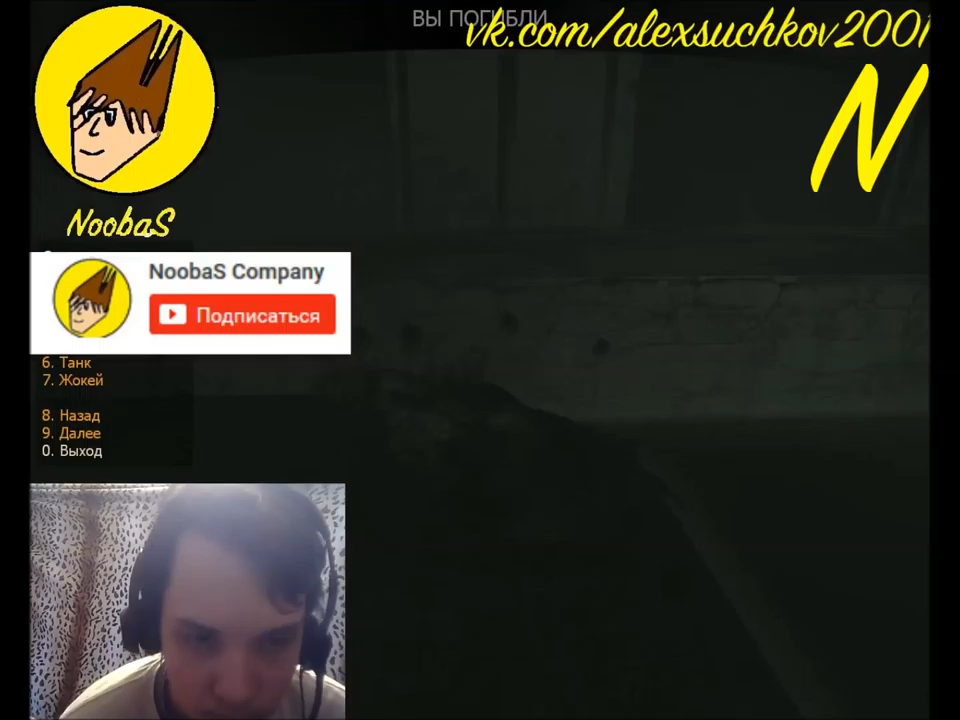 ВЫ ПОГИБЛИ
vk.com/alexsuchkov2001
N
NoobaS
NoobaS Company
Подписаться
6. Танк
7. Жокей
8. Назад
9. Далее
0. Выход